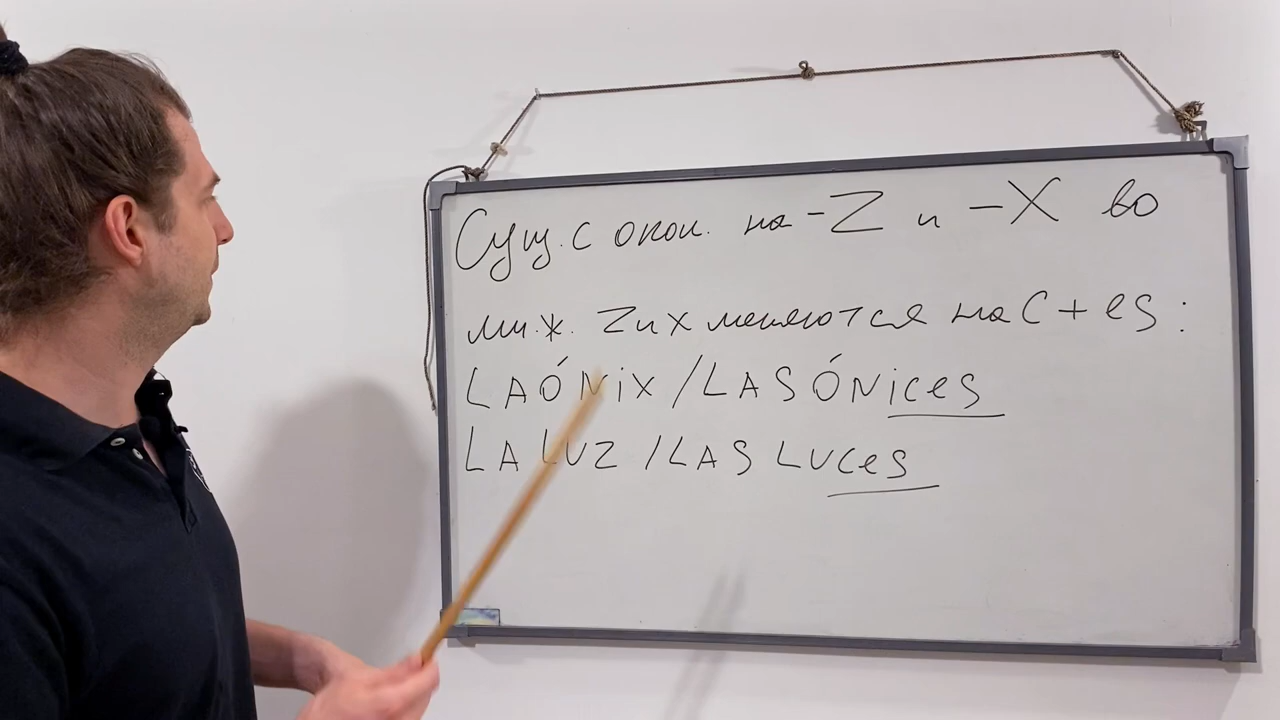 Сущ. с окон. на -Z и -X во
мн.ж. Z и X меняются на C + es :
LA ÓNiX / LAS ÓNices
LA LUZ / LAS LUces